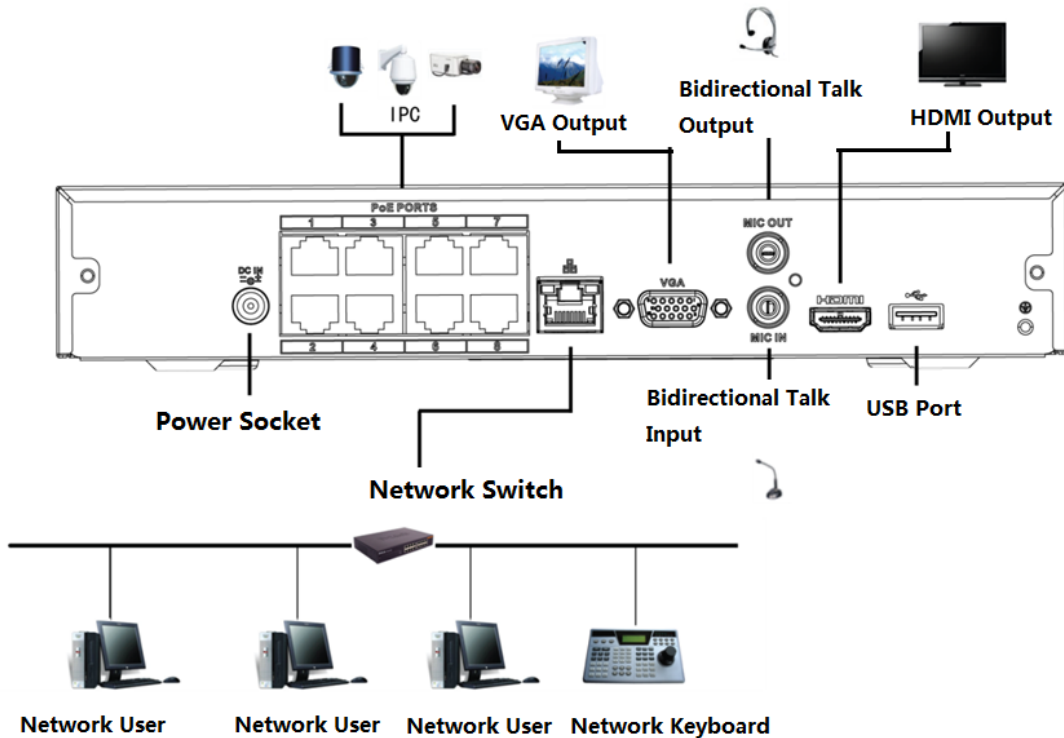 IPC
VGA Output
Bidirectional Talk
Output
HDMI Output
PoE PORTS
1 3 5 7
DC IN
VGA
MIC OUT
HDMI
MIC IN
2 4 6 8
Power Socket
Bidirectional Talk
Input
USB Port
Network Switch
Network User
Network User
Network User
Network Keyboard